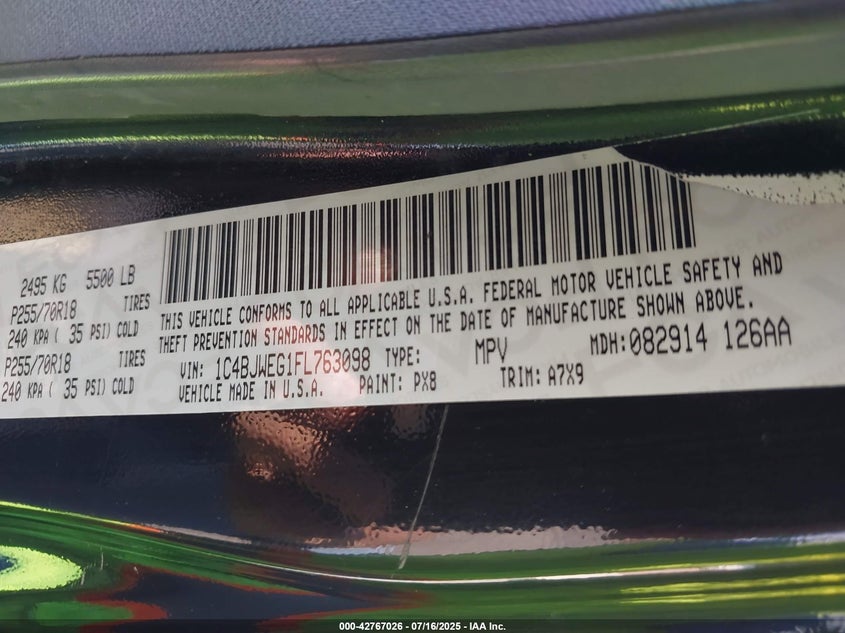 2495 KG 5500 LB
P255/70R18 TIRES
240 KPA ( 35 PSI) COLD
P255/70R18 TIRES
240 KPA ( 35 PSI) COLD
THIS VEHICLE CONFORMS TO ALL APPLICABLE U.S.A. FEDERAL MOTOR VEHICLE SAFETY AND
THEFT PREVENTION STANDARDS IN EFFECT ON THE DATE OF MANUFACTURE SHOWN ABOVE.
VIN: 1C4BJWEG1FL763098 TYPE: MPV MDH:082914 126AA
VEHICLE MADE IN U.S.A. PAINT: PX8 TRIM: A7X9
000-42767026 - 07/16/2025 - IAA Inc.